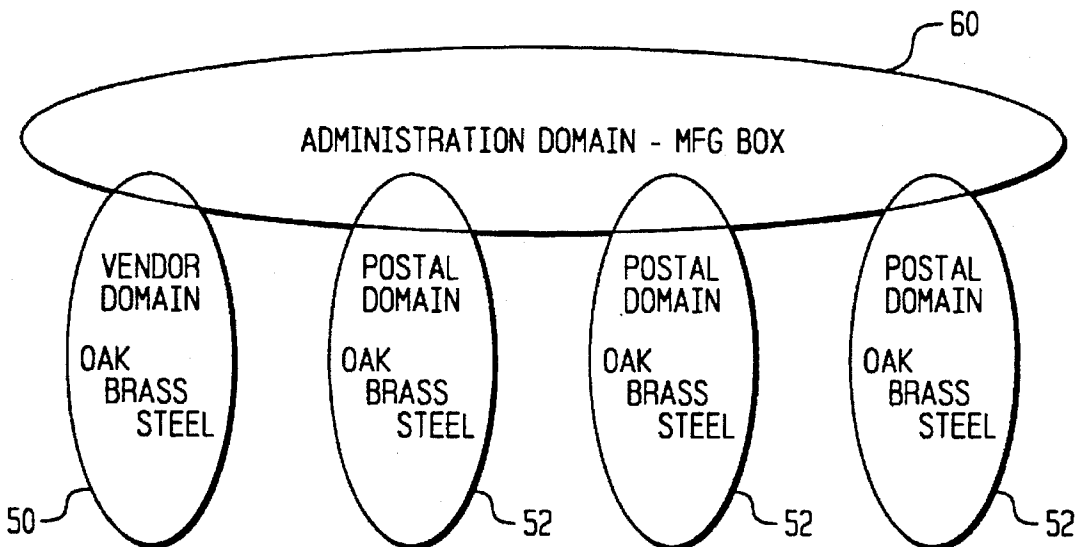 60
ADMINISTRATION DOMAIN - MFG BOX
VENDOR
DOMAIN
OAK
BRASS
STEEL
50
POSTAL
DOMAIN
OAK
BRASS
STEEL
52
POSTAL
DOMAIN
OAK
BRASS
STEEL
52
POSTAL
DOMAIN
OAK
BRASS
STEEL
52